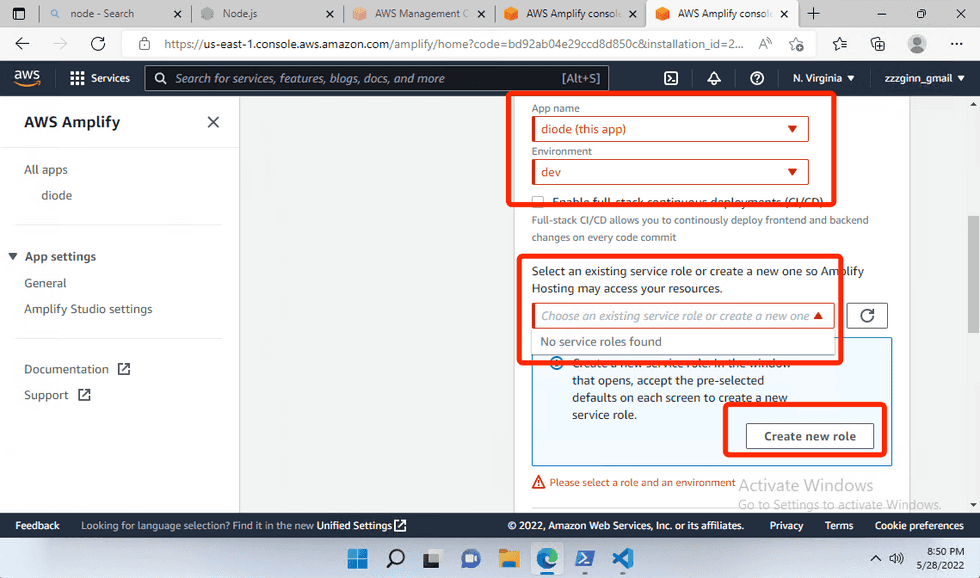 node - Search
Node.js
AWS Management C
AWS Amplify console
AWS Amplify console
https://us-east-1.console.aws.amazon.com/amplify/home?code=bd92ab04e29ccd8d850c&installation_id=2...
aws
Services
Search for services, features, blogs, docs, and more
[Alt+S]
N. Virginia
zzzginn_gmail
AWS Amplify
All apps
diode
App settings
General
Amplify Studio settings
Documentation
Support
App name
diode (this app)
Environment
dev
Enable full-stack continuous deployments (CI/CD)
Full-stack CI/CD allows you to continously deploy frontend and backend
changes on every code commit
Select an existing service role or create a new one so Amplify
Hosting may access your resources.
Choose an existing service role or create a new one
No service roles found
Create a new service role. In the window
that opens, accept the pre-selected
defaults on each screen to create a new
service role.
Create new role
Please select a role and an environment
Activate Windows
Go to Settings to activate Windows.
Feedback
Looking for language selection? Find it in the new Unified Settings
© 2022, Amazon Web Services, Inc. or its affiliates.
Privacy
Terms
Cookie preferences
8:50 PM
5/28/2022